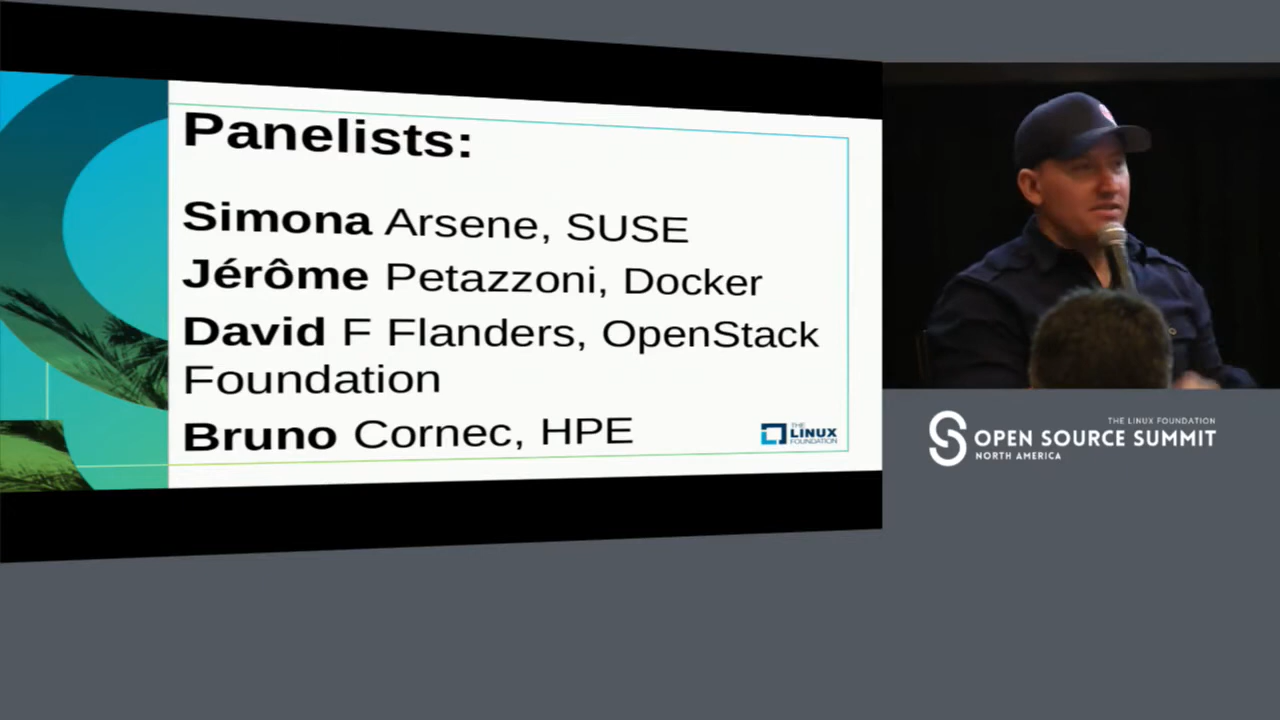 Panelists:
Simona Arsene, SUSE
Jérôme Petazzoni, Docker
David F Flanders, OpenStack
Foundation
Bruno Cornec, HPE
THE
LINUX
FOUNDATION
THE LINUX FOUNDATION
OPEN SOURCE SUMMIT
NORTH AMERICA